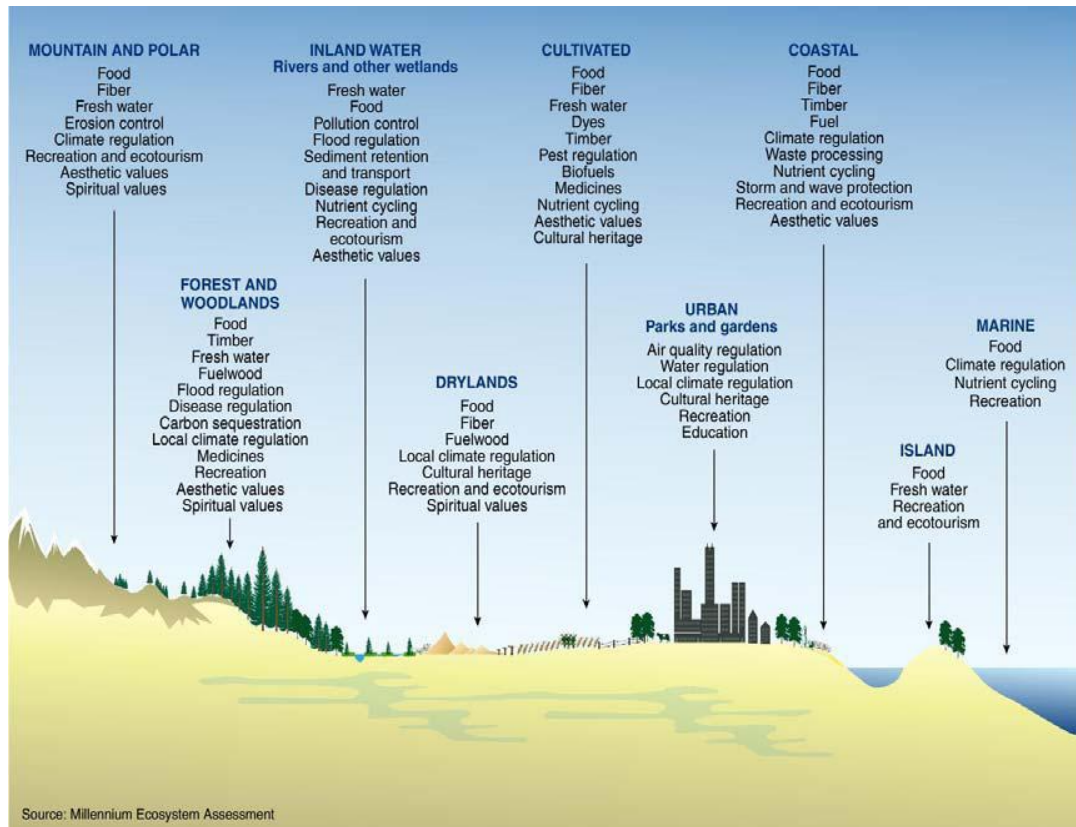 MOUNTAIN AND POLAR
Food
Fiber
Fresh water
Erosion control
Climate regulation
Recreation and ecotourism
Aesthetic values
Spiritual values
INLAND WATER
Rivers and other wetlands
Fresh water
Food
Pollution control
Flood regulation
Sediment retention
and transport
Disease regulation
Nutrient cycling
Recreation and
ecotourism
Aesthetic values
CULTIVATED
Food
Fiber
Fresh water
Dyes
Timber
Pest regulation
Biofuels
Medicines
Nutrient cycling
Aesthetic values
Cultural heritage
COASTAL
Food
Fiber
Timber
Fuel
Climate regulation
Waste processing
Nutrient cycling
Storm and wave protection
Recreation and ecotourism
Aesthetic values
FOREST AND
WOODLANDS
Food
Timber
Fresh water
Fuelwood
Flood regulation
Disease regulation
Carbon sequestration
Local climate regulation
Medicines
Recreation
Aesthetic values
Spiritual values
DRYLANDS
Food
Fiber
Fuelwood
Local climate regulation
Cultural heritage
Recreation and ecotourism
Spiritual values
URBAN
Parks and gardens
Air quality regulation
Water regulation
Local climate regulation
Cultural heritage
Recreation
Education
MARINE
Food
Climate regulation
Nutrient cycling
Recreation
ISLAND
Food
Fresh water
Recreation
and ecotourism
Source: Millennium Ecosystem Assessment